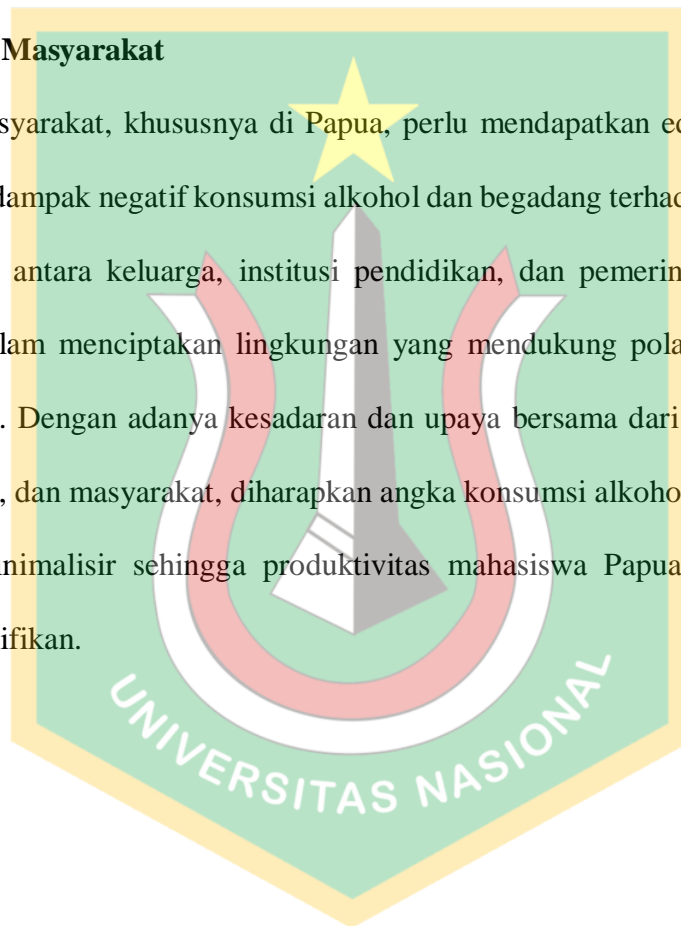 Masyarakat
syarakat, khususnya di Papua, perlu mendapatkan ed
dampak negatif konsumsi alkohol dan begadang terhad
antara keluarga, institusi pendidikan, dan pemerin
lam menciptakan lingkungan yang mendukung pola
. Dengan adanya kesadaran dan upaya bersama dari
, dan masyarakat, diharapkan angka konsumsi alkoho
nimalisir sehingga produktivitas mahasiswa Papua
ifikan.
UNIVERSITAS NASIONAL